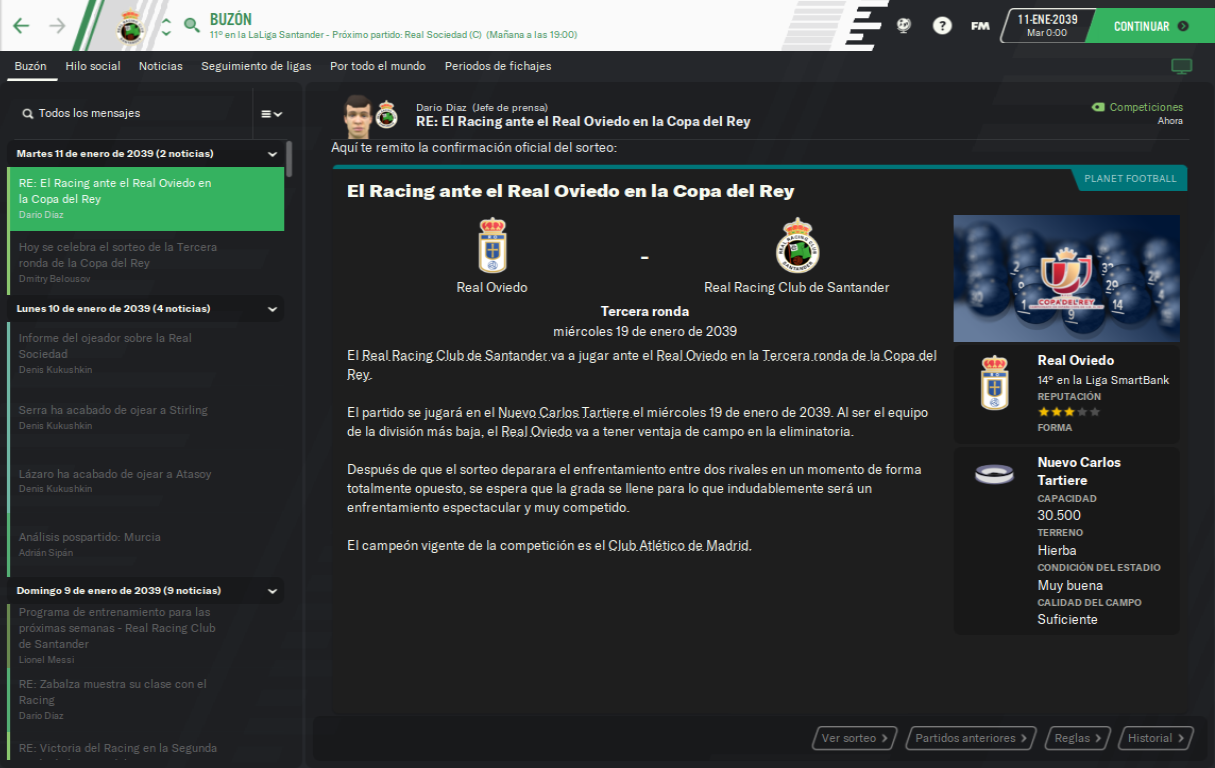 BUZÓN
11º en la LaLiga Santander - Próximo partido: Real Sociedad (C) (Mañana a las 19:00)
?
FM
11-ENE-2039
Mar 0:00
CONTINUAR
Buzón
Hilo social
Noticias
Seguimiento de ligas
Por todo el mundo
Periodos de fichajes
Todos los mensajes
Martes 11 de enero de 2039 (2 noticias)
RE: El Racing ante el Real Oviedo en
la Copa del Rey
Darío Díaz
Hoy se celebra el sorteo de la Tercera
ronda de la Copa del Rey
Dmitry Belousov
Lunes 10 de enero de 2039 (4 noticias)
Informe del ojeador sobre la Real
Sociedad
Denis Kukushkin
Serra ha acabado de ojear a Stirling
Denis Kukushkin
Lázaro ha acabado de ojear a Atasoy
Denis Kukushkin
Análisis pospartido: Murcia
Adrián Sipán
Domingo 9 de enero de 2039 (9 noticias)
Programa de entrenamiento para las
próximas semanas - Real Racing Club
de Santander
Lionel Messi
RE: Zabalza muestra su clase con el
Racing
Darío Díaz
RE: Victoria del Racing en la Segunda
Darío Díaz (Jefe de prensa)
RE: El Racing ante el Real Oviedo en la Copa del Rey
Competiciones
Ahora
Aquí te remito la confirmación oficial del sorteo:
PLANET FOOTBALL
El Racing ante el Real Oviedo en la Copa del Rey
-
Real Oviedo
Real Racing Club de Santander
Tercera ronda
miércoles 19 de enero de 2039
El Real Racing Club de Santander va a jugar ante el Real Oviedo en la Tercera ronda de la Copa del
Rey.
El partido se jugará en el Nuevo Carlos Tartiere el miércoles 19 de enero de 2039. Al ser el equipo
de la división más baja, el Real Oviedo va a tener ventaja de campo en la eliminatoria.
Después de que el sorteo deparara el enfrentamiento entre dos rivales en un momento de forma
totalmente opuesto, se espera que la grada se llene para lo que indudablemente será un
enfrentamiento espectacular y muy competido.
El campeón vigente de la competición es el Club Atlético de Madrid.
COPA DEL REY
Real Oviedo
14º en la Liga SmartBank
REPUTACIÓN
FORMA
Nuevo Carlos
Tartiere
CAPACIDAD
30.500
TERRENO
Hierba
CONDICIÓN DEL ESTADIO
Muy buena
CALIDAD DEL CAMPO
Suficiente
Ver sorteo
Partidos anteriores
Reglas
Historial